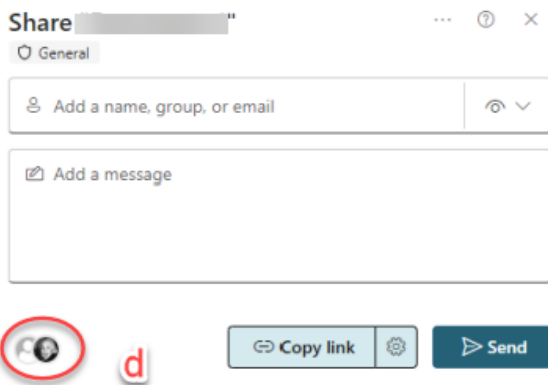 Share "
"
General
Add a name, group, or email
Add a message
d
Copy link
Send